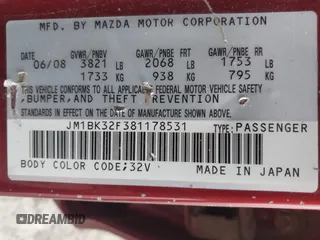 MFD. BY MAZDA MOTOR CORPORATION
GVWR/PNBV GAWR/PNBE FR GAWR/PNBE RR
06/08 3821 LB 2068 LB 1753 LB
1733 KG 938 KG 795 KG
THIS VEHICLE CONFORMS TO ALL APPLICABLE FEDERAL MOTOR VEHICLE SAFETY
,BUMPER,AND THEFT PREVENTION
STANDARDS IN EFFECT ON THE DATE OF MANUFACTURE SHOWN ABOVE.
JM1BK32F381178531 TYPE:PASSENGER
BODY COLOR CODE;32V MADE IN JAPAN
DREAMBID